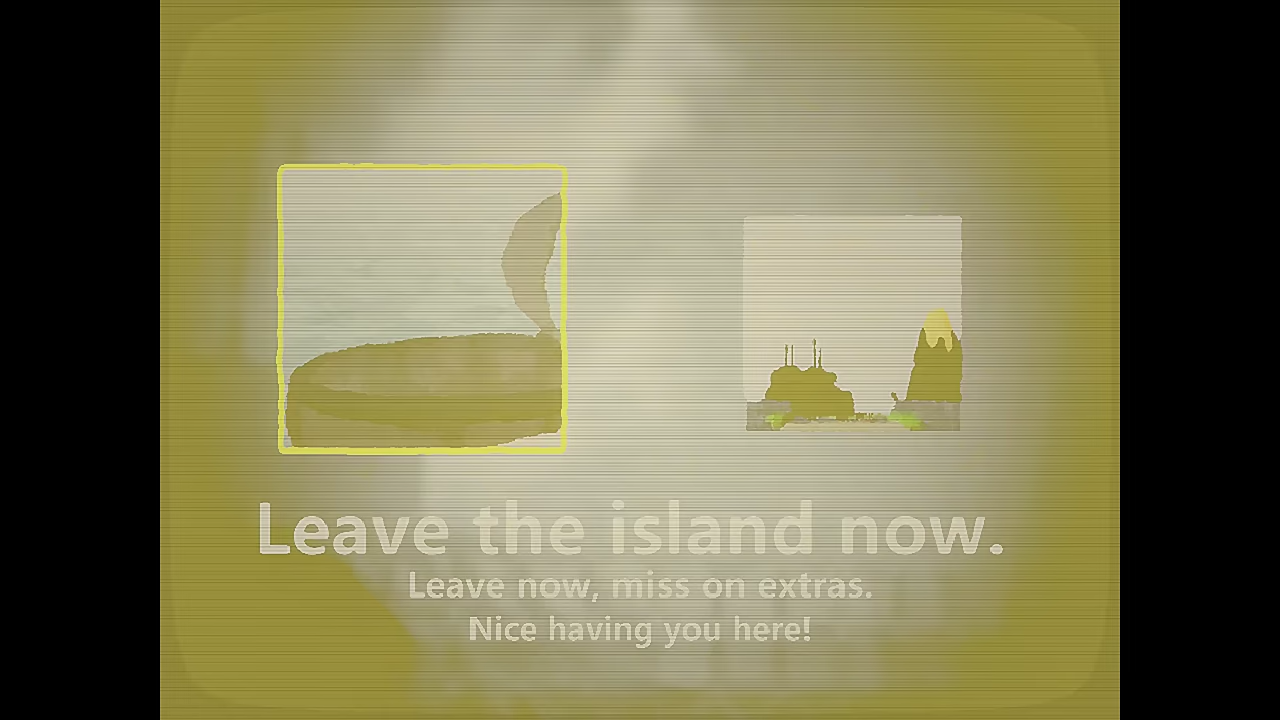 Leave the island now.
Leave now, miss on extras.
Nice having you here!